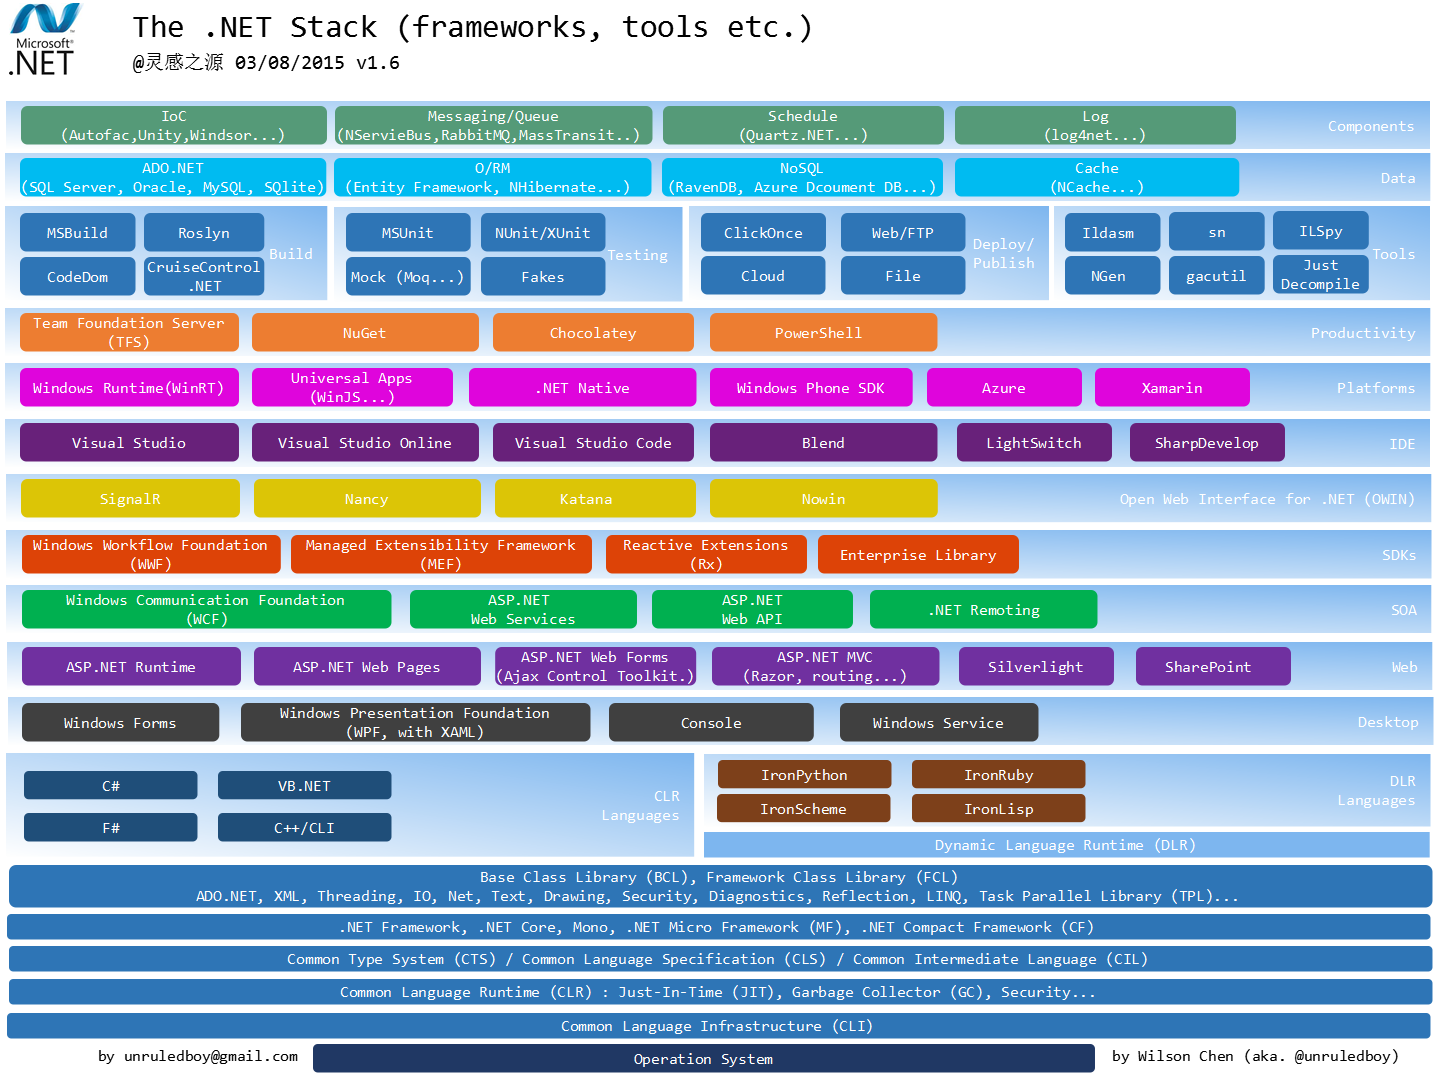 Microsoft®
.NET
The .NET Stack (frameworks, tools etc.)
@灵感之源 03/08/2015 v1.6
IoC
(Autofac,Unity,Windsor...)
Messaging/Queue
(NServieBus,RabbitMQ,MassTransit..)
Schedule
(Quartz.NET...)
Log
(log4net...)
Components
ADO.NET
(SQL Server, Oracle, MySQL, SQlite)
O/RM
(Entity Framework, NHibernate...)
NoSQL
(RavenDB, Azure Dcoument DB...)
Cache
(NCache...)
Data
MSBuild
Roslyn
CodeDom
CruiseControl
.NET
Build
MSUnit
NUnit/XUnit
Mock (Moq...)
Fakes
Testing
ClickOnce
Web/FTP
Cloud
File
Deploy/
Publish
Ildasm
sn
ILSpy
NGen
gacutil
Just
Decompile
Tools
Team Foundation Server
(TFS)
NuGet
Chocolatey
PowerShell
Productivity
Windows Runtime(WinRT)
Universal Apps
(WinJS...)
.NET Native
Windows Phone SDK
Azure
Xamarin
Platforms
Visual Studio
Visual Studio Online
Visual Studio Code
Blend
LightSwitch
SharpDevelop
IDE
SignalR
Nancy
Katana
Nowin
Open Web Interface for .NET (OWIN)
Windows Workflow Foundation
(WWF)
Managed Extensibility Framework
(MEF)
Reactive Extensions
(Rx)
Enterprise Library
SDKs
Windows Communication Foundation
(WCF)
ASP.NET
Web Services
ASP.NET
Web API
.NET Remoting
SOA
ASP.NET Runtime
ASP.NET Web Pages
ASP.NET Web Forms
(Ajax Control Toolkit.)
ASP.NET MVC
(Razor, routing...)
Silverlight
SharePoint
Web
Windows Forms
Windows Presentation Foundation
(WPF, with XAML)
Console
Windows Service
Desktop
C#
VB.NET
F#
C++/CLI
CLR
Languages
IronPython
IronRuby
IronScheme
IronLisp
DLR
Languages
Dynamic Language Runtime (DLR)
Base Class Library (BCL), Framework Class Library (FCL)
ADO.NET, XML, Threading, IO, Net, Text, Drawing, Security, Diagnostics, Reflection, LINQ, Task Parallel Library (TPL)...
.NET Framework, .NET Core, Mono, .NET Micro Framework (MF), .NET Compact Framework (CF)
Common Type System (CTS) / Common Language Specification (CLS) / Common Intermediate Language (CIL)
Common Language Runtime (CLR) : Just-In-Time (JIT), Garbage Collector (GC), Security...
Common Language Infrastructure (CLI)
by unruledboy@gmail.com
Operation System
by Wilson Chen (aka. @unruledboy)